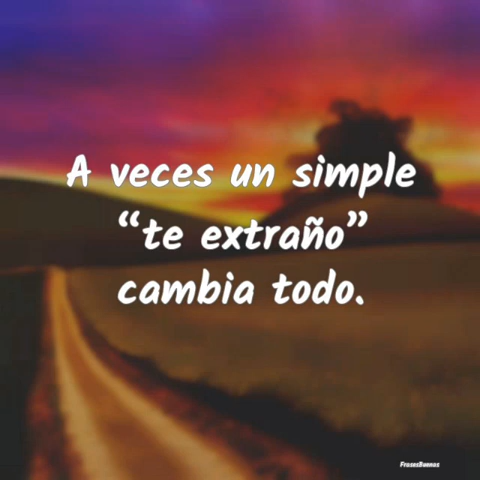 A veces un simple
“te extraño”
cambia todo.
FrasesBuenas